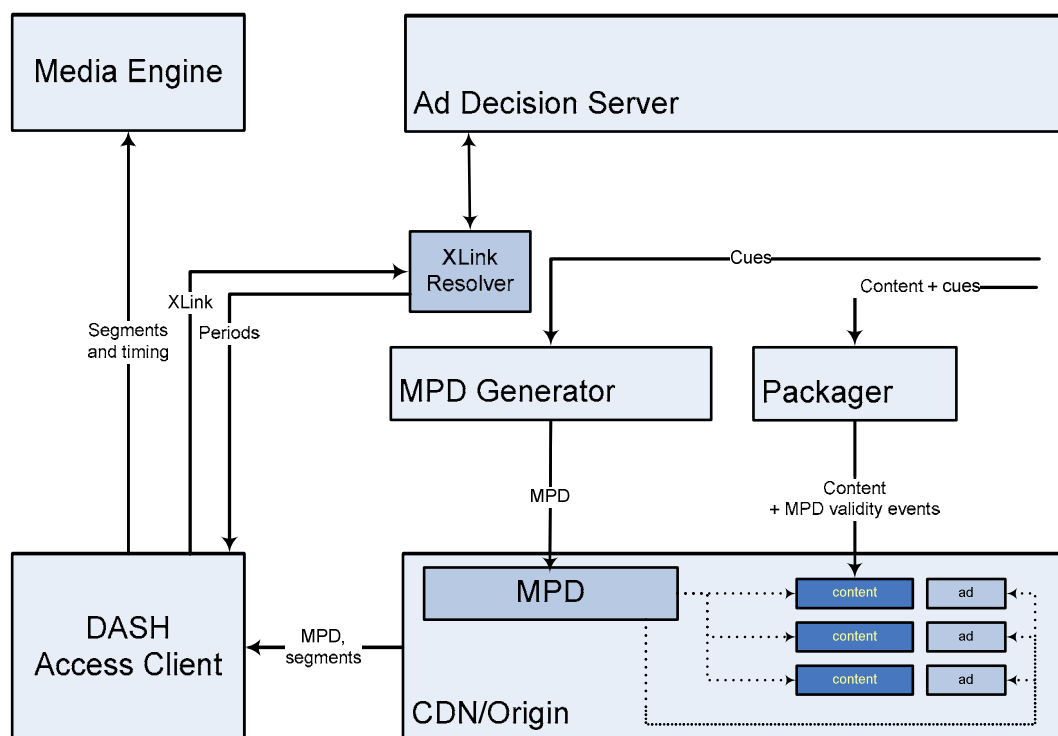 Media Engine
Ad Decision Server
XLink
Resolver
Cues
Content + cues
XLink
Periods
Segments
and timing
MPD Generator
Packager
MPD
Content
+ MPD validity events
DASH
Access Client
MPD,
segments
MPD
content
ad
content
ad
content
ad
CDN/Origin